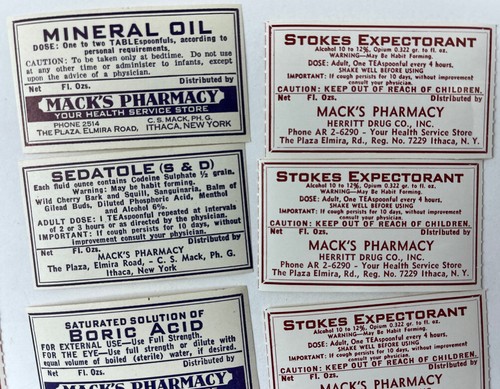 MINERAL OIL
DOSE: One to two TABLEspoonfuls, according to
personal requirements.
CAUTION: To be taken only at bedtime. Do not use
at any other time or administer to infants, except
upon the advice of a physician.
Net Fl. Ozs. Distributed by
MACK'S PHARMACY
YOUR HEALTH SERVICE STORE
PHONE 2514 C. S. MACK, PH. G.
THE PLAZA, ELMIRA ROAD, ITHACA, NEW YORK
SEDATOLE (S & D)
Each fluid ounce contains Codeine Sulphate ½ grain.
Warning: May be habit forming.
Wild Cherry Bark and Squills, Sanguinaria, Balm of
Gilead Buds, Diluted Phosphoric Acid, Menthol
and Alcohol 6%.
ADULT DOSE: 1 TEAspoonful repeated at intervals
of 2 or 3 hours or as directed by the physician.
IMPORTANT: If cough persists for 10 days, without
improvement consult your physician.
Net Fl. Ozs. Distributed by
MACK'S PHARMACY
The Plaza, Elmira Road, - C. S. Mack, Ph. G.
Ithaca, New York
SATURATED SOLUTION OF
BORIC ACID
FOR EXTERNAL USE—Use Full Strength.
FOR THE EYE—Use full strength or dilute with
equal volume of boiled (sterile) water, if desired.
Net Fl. Ozs. Distributed by
MACK'S PHARMACY
STOKES EXPECTORANT
Alcohol 10 to 12%, Opium 0.322 gr. to fl. oz.
WARNING—May Be Habit Forming.
DOSE: Adult, One TEAspoonful every 4 hours.
SHAKE WELL BEFORE USING
IMPORTANT: If cough persists for 10 days, without improvement
consult your physician.
CAUTION: KEEP OUT OF REACH OF CHILDREN.
Net Fl. Ozs. Distributed by
MACK'S PHARMACY
HERRITT DRUG CO., INC.
Phone AR 2-6290 - Your Health Service Store
The Plaza Elmira, Rd., Reg. No. 7229 Ithaca, N. Y.
STOKES EXPECTORANT
Alcohol 10 to 12%, Opium 0.322 gr. to fl. oz.
WARNING—May Be Habit Forming.
DOSE: Adult, One TEAspoonful every 4 hours.
SHAKE WELL BEFORE USING
IMPORTANT: If cough persists for 10 days, without improvement
consult your physician.
CAUTION: KEEP OUT OF REACH OF CHILDREN.
Net Fl. Ozs. Distributed by
MACK'S PHARMACY
HERRITT DRUG CO., INC.
Phone AR 2-6290 - Your Health Service Store
The Plaza Elmira, Rd., Reg. No. 7229 Ithaca, N. Y.
STOKES EXPECTORANT
Alcohol 10 to 12%, Opium 0.322 gr. to fl. oz.
WARNING—May Be Habit Forming.
DOSE: Adult, One TEAspoonful every 4 hours.
SHAKE WELL BEFORE USING
IMPORTANT: If cough persists for 10 days, without improvement
consult your physician.
CAUTION: KEEP OUT OF REACH OF CHILDREN.
Net Fl. Ozs. Distributed by